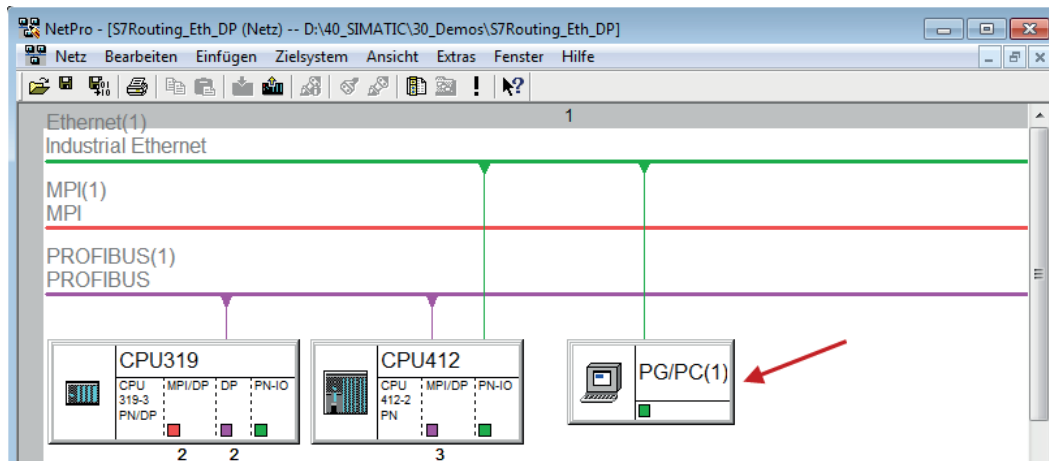 NetPro - [S7Routing_Eth_DP (Netz) -- D:\40_SIMATIC\30_Demos\S7Routing_Eth_DP]
Netz Bearbeiten Einfügen Zielsystem Ansicht Extras Fenster Hilfe
1
Ethernet(1)
Industrial Ethernet
MPI(1)
MPI
PROFIBUS(1)
PROFIBUS
CPU319
CPU 319-3 PN/DP
MPI/DP
DP
PN-IO
2
2
CPU412
CPU 412-2 PN
MPI/DP
PN-IO
3
PG/PC(1)